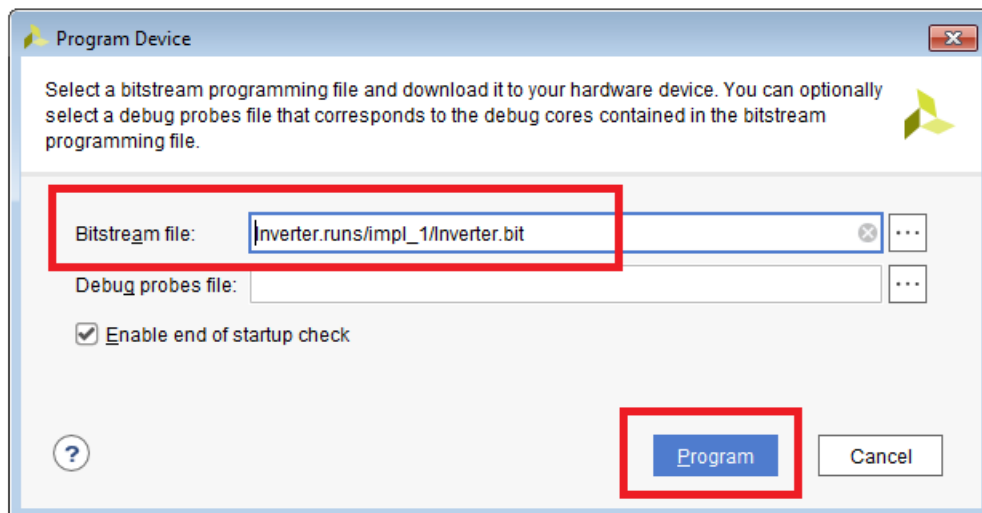 Program Device
Select a bitstream programming file and download it to your hardware device. You can optionally
select a debug probes file that corresponds to the debug cores contained in the bitstream
programming file.
Bitstream file: Inverter.runs/impl_1/Inverter.bit ...
Debug probes file: ...
Enable end of startup check
? Program Cancel